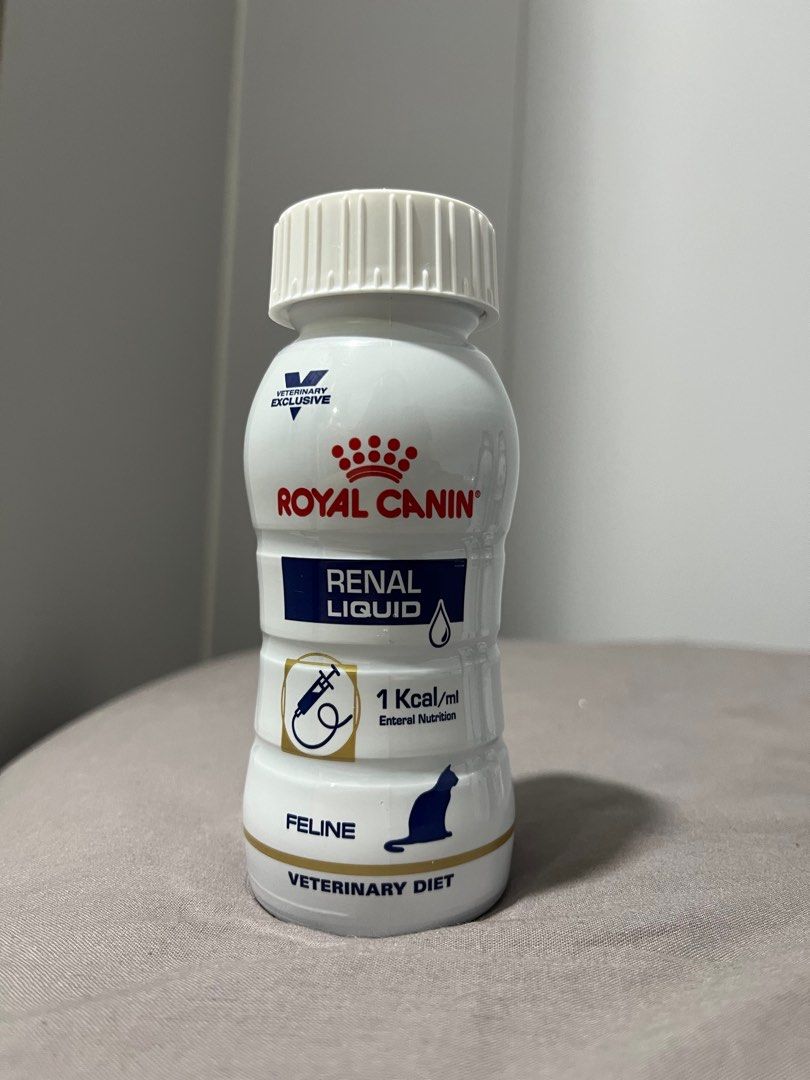 VETERINARY
EXCLUSIVE
ROYAL CANIN®
RENAL
LIQUID
1 Kcal/ml
Enteral Nutrition
FELINE
VETERINARY DIET